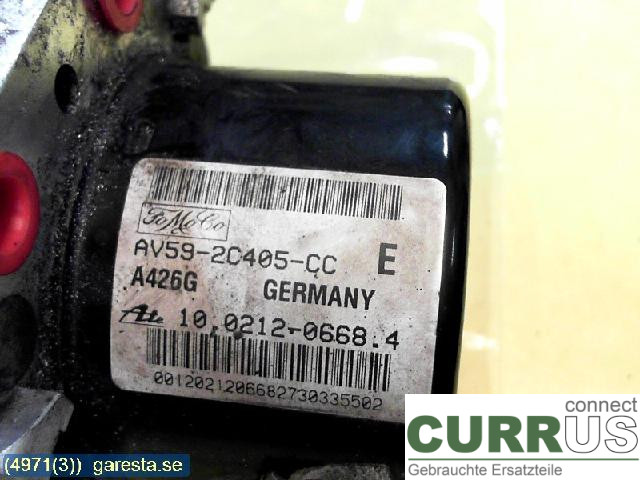 FoMoCo
AV59-2C405-CC E
A426G GERMANY
Ate 10.0212-0668.4
0012021206682730335502
connect
CURRUS
Gebrauchte Ersatzteile
(4971(3)) garesta.se